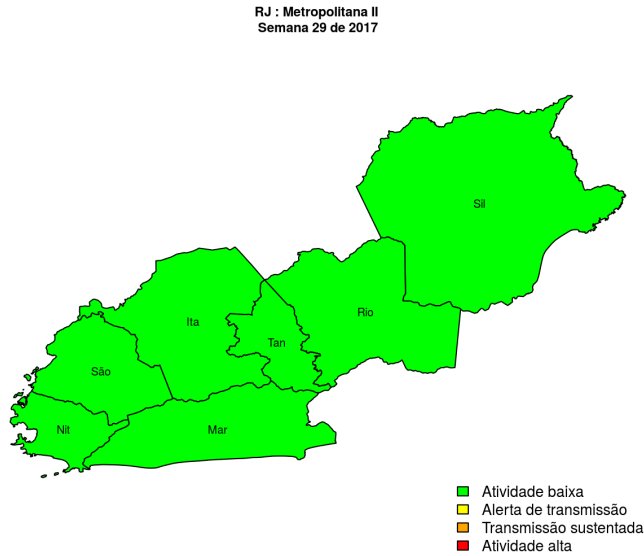 RJ : Metropolitana II
Semana 29 de 2017
Sil
Rio
Ita
Tan
São
Nit
Mar
Atividade baixa
Alerta de transmissão
Transmissão sustentada
Atividade alta